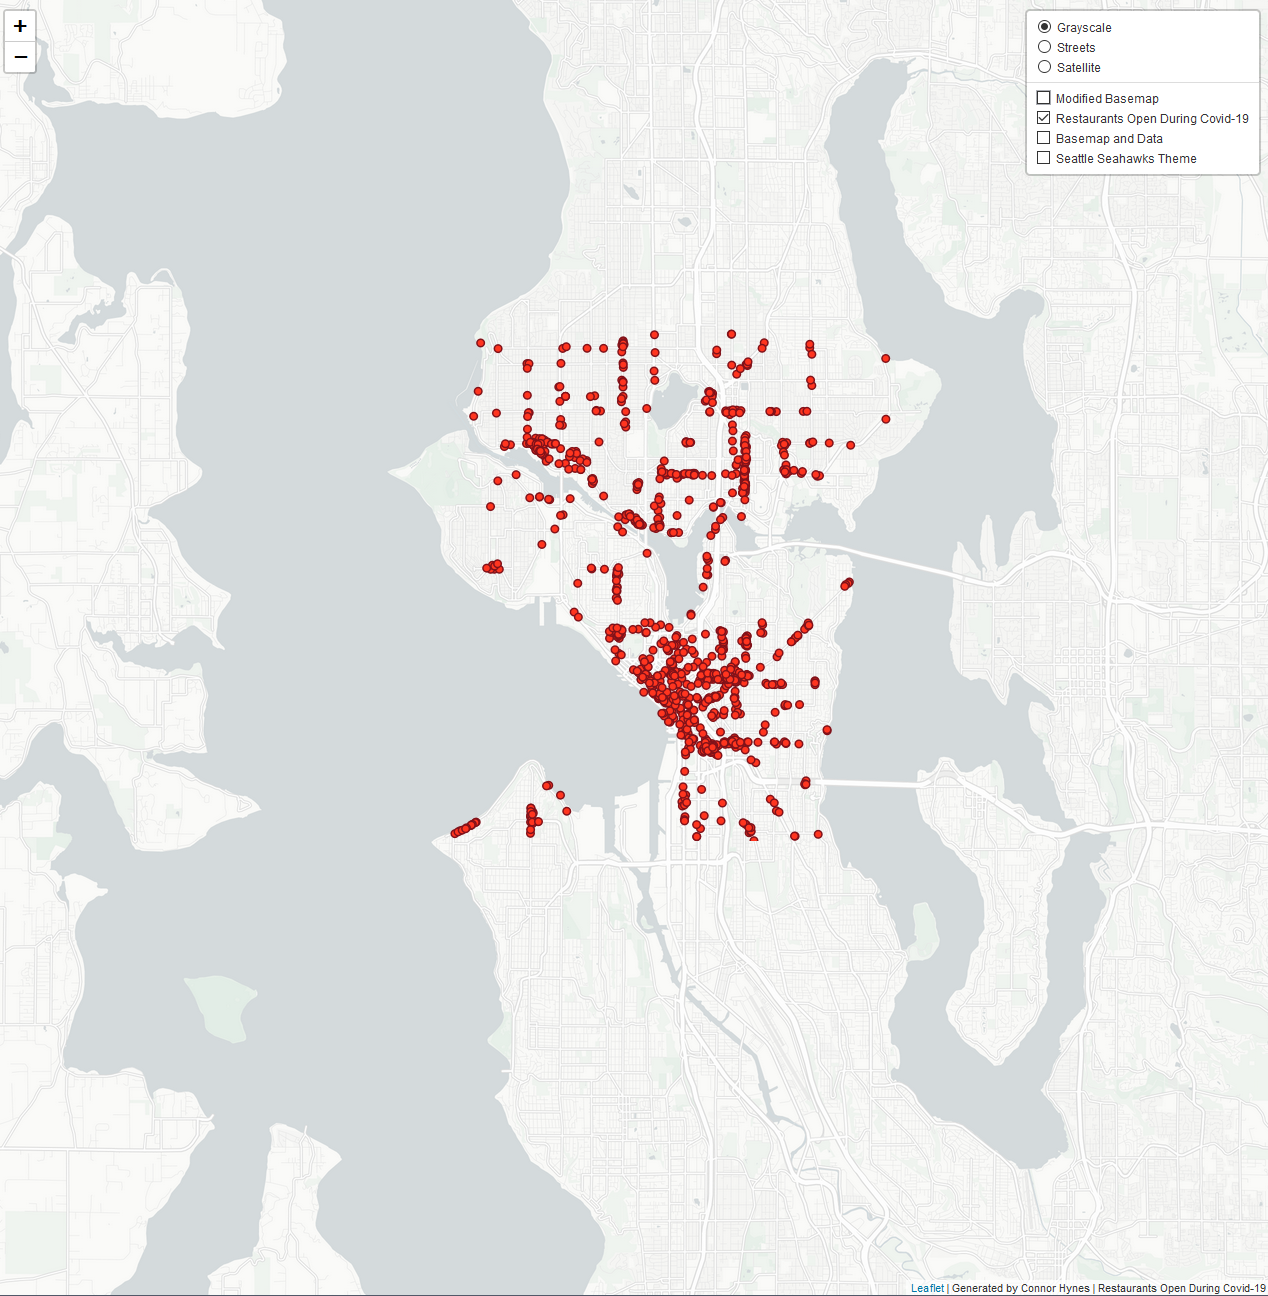 +
−
Grayscale
Streets
Satellite
Modified Basemap
Restaurants Open During Covid-19
Basemap and Data
Seattle Seahawks Theme
Leaflet | Generated by Connor Hynes | Restaurants Open During Covid-19